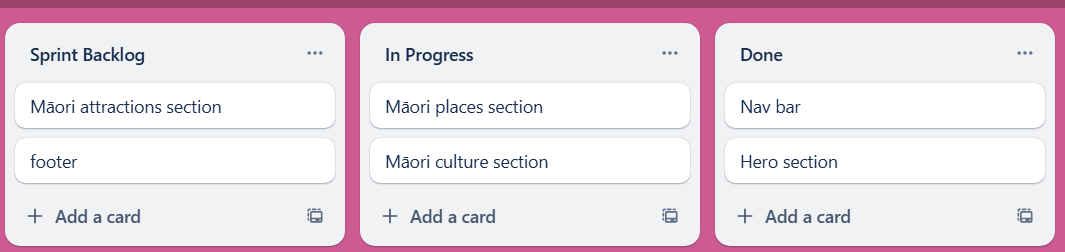 Sprint Backlog
Māori attractions section
footer
Add a card
In Progress
Māori places section
Māori culture section
Add a card
Done
Nav bar
Hero section
Add a card